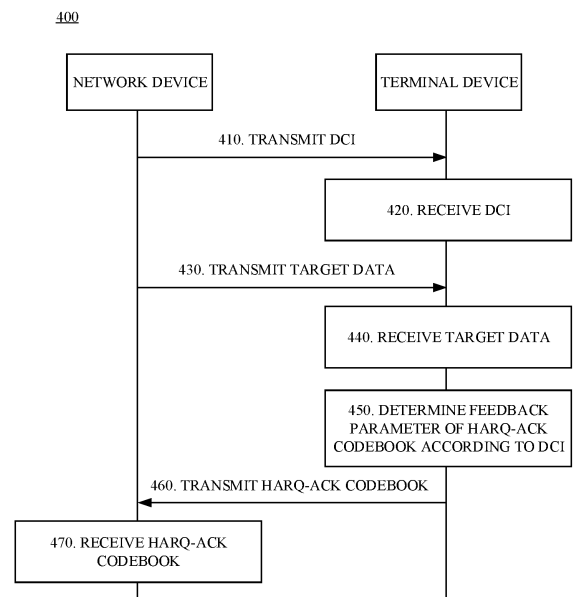 400
NETWORK DEVICE
TERMINAL DEVICE
410. TRANSMIT DCI
420. RECEIVE DCI
430. TRANSMIT TARGET DATA
440. RECEIVE TARGET DATA
450. DETERMINE FEEDBACK
PARAMETER OF HARQ-ACK
CODEBOOK ACCORDING TO DCI
460. TRANSMIT HARQ-ACK CODEBOOK
470. RECEIVE HARQ-ACK
CODEBOOK